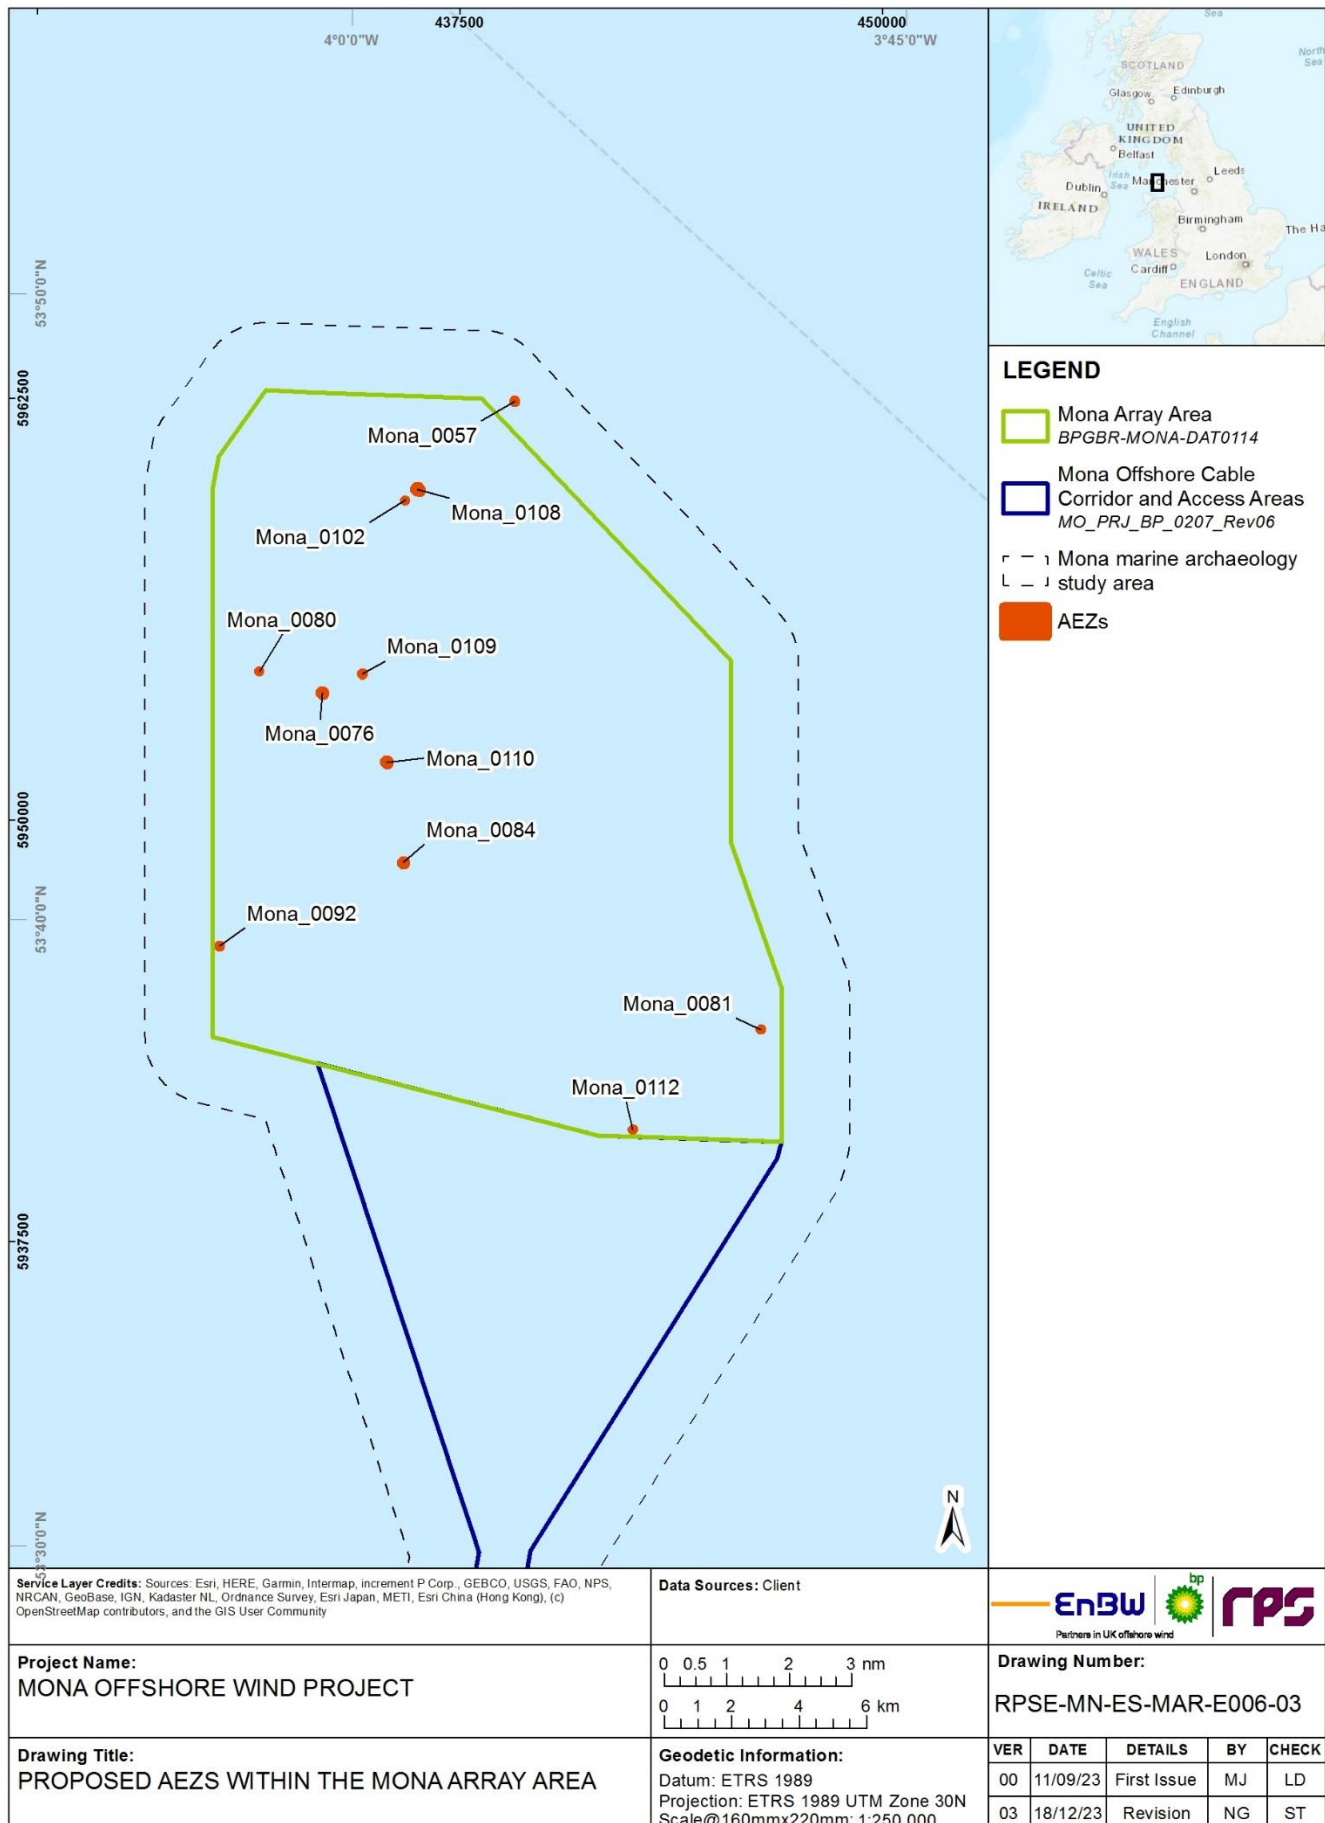 437500
450000
4°0'0"W
3°45'0"W
53°50'0"N
5962500
5950000
53°40'0"N
5937500
53°30'0"N
Mona_0057
Mona_0108
Mona_0102
Mona_0080
Mona_0109
Mona_0076
Mona_0110
Mona_0084
Mona_0092
Mona_0081
Mona_0112
N
Sea
North
Sea
SCOTLAND
Glasgow
Edinburgh
UNITED
KINGDOM
Belfast
Irish
Sea
Manchester
Leeds
Dublin
IRELAND
Birmingham
The Ha
WALES
London
Cardiff
Celtic
Sea
ENGLAND
English
Channel
LEGEND
Mona Array Area
BPGBR-MONA-DAT0114
Mona Offshore Cable
Corridor and Access Areas
MO_PRJ_BP_0207_Rev06
Mona marine archaeology
study area
AEZs
Service Layer Credits: Sources: Esri, HERE, Garmin, Intermap, increment P Corp., GEBCO, USGS, FAO, NPS,
NRCAN, GeoBase, IGN, Kadaster NL, Ordnance Survey, Esri Japan, METI, Esri China (Hong Kong), (c)
OpenStreetMap contributors, and the GIS User Community
Data Sources: Client
EnBW
bp
rps
Partners in UK offshore wind
Project Name:
MONA OFFSHORE WIND PROJECT
0 0.5 1 2 3 nm
0 1 2 4 6 km
Drawing Number:
RPSE-MN-ES-MAR-E006-03
Drawing Title:
PROPOSED AEZS WITHIN THE MONA ARRAY AREA
Geodetic Information:
Datum: ETRS 1989
Projection: ETRS 1989 UTM Zone 30N
Scale@160mmx220mm: 1:250,000
VER DATE DETAILS BY CHECK
00 11/09/23 First Issue MJ LD
03 18/12/23 Revision NG ST